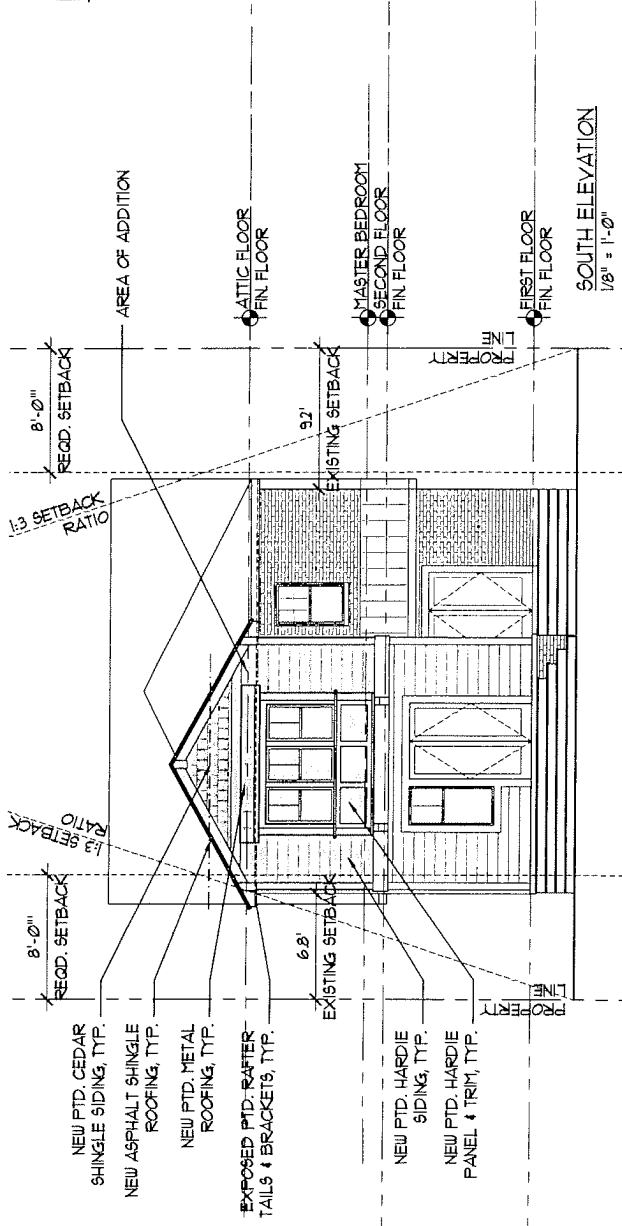 NEW PTD. CEDAR
SHINGLE SIDING, TYP.
NEW ASPHALT SHINGLE
ROOFING, TYP.
NEW PTD. METAL
ROOFING, TYP.
EXPOSED PTD. RAFTER
TAILS & BRACKETS, TYP.
NEW PTD. HARDIE
SIDING, TYP.
NEW PTD. HARDIE
PANEL & TRIM, TYP.
8'-0"
REQD. SETBACK
1:3 SETBACK
RATIO
6.8'
EXISTING SETBACK
PROPERTY
LINE
8'-0"
REQD. SETBACK
1:3 SETBACK
RATIO
9.2'
EXISTING SETBACK
PROPERTY
LINE
AREA OF ADDITION
ATTIC FLOOR
FIN. FLOOR
MASTER BEDROOM
SECOND FLOOR
FIN. FLOOR
FIRST FLOOR
FIN. FLOOR
SOUTH ELEVATION
1/8" = 1'-0"